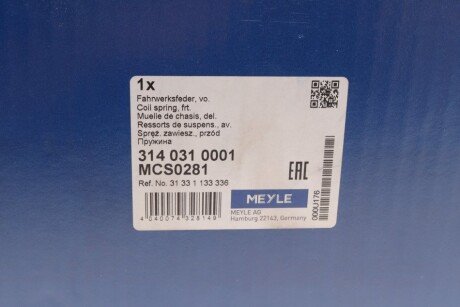 1x
Fahrwerksfeder, vo.
Coil spring, frt.
Muelle de chasis, del.
Ressorts de suspens., av.
Spręż. zawiesz., przód
Пружина
314 031 0001
MCS0281
Ref. No. 31 33 1 133 336
EAC
MEYLE
MEYLE AG
Hamburg 22143, Germany
4 040074 328149
000U176